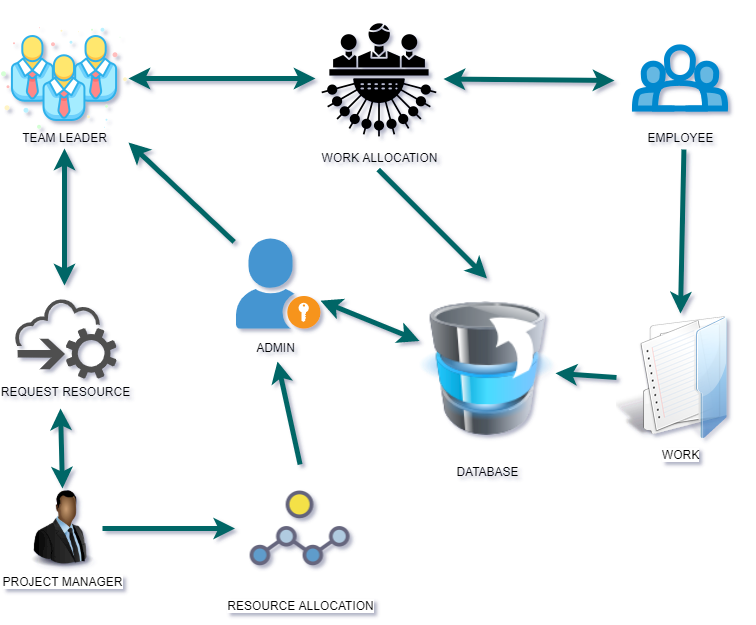 TEAM LEADER
WORK ALLOCATION
EMPLOYEE
ADMIN
REQUEST RESOURCE
DATABASE
WORK
PROJECT MANAGER
RESOURCE ALLOCATION